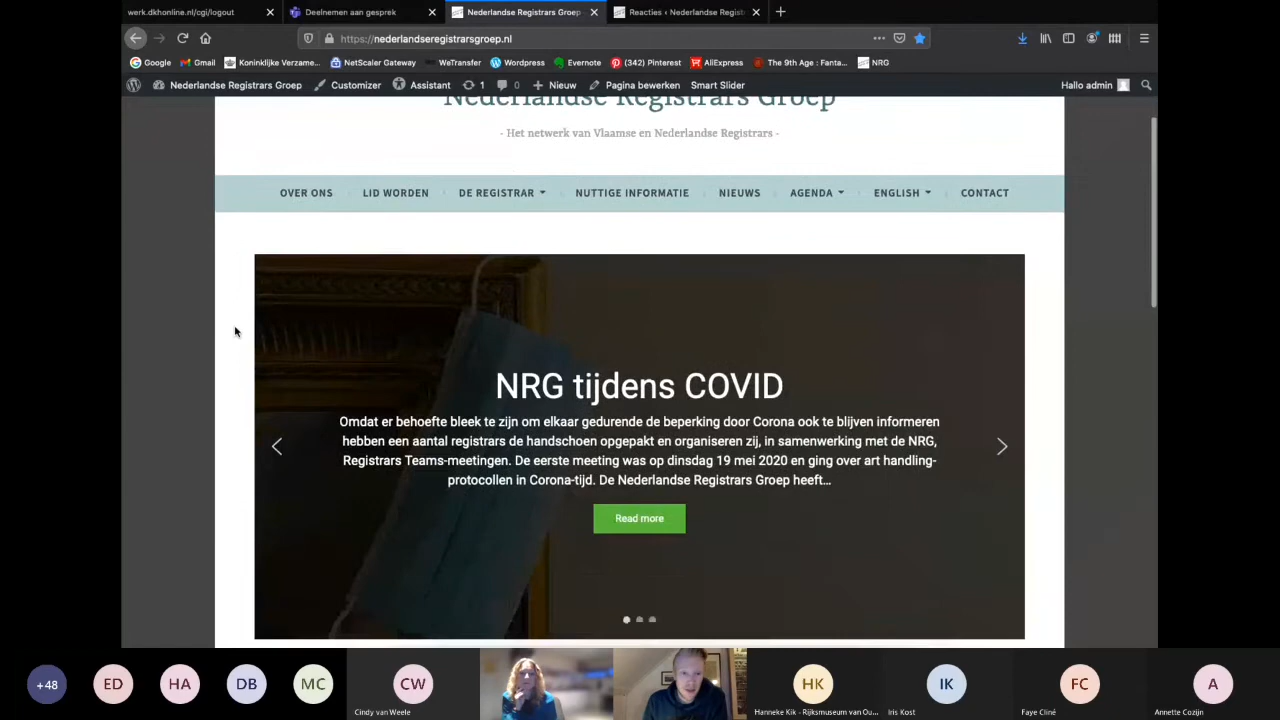 werk.dkhonline.nl/cgi/logout
Deelnemen aan gesprek
Nederlandse Registrars Groep
Reacties ‹ Nederlandse Registr
https://nederlandseregistrarsgroep.nl
Google
Gmail
Koninklijke Verzame...
NetScaler Gateway
WeTransfer
Wordpress
Evernote
(342) Pinterest
AliExpress
The 9th Age : Fanta...
NRG
Nederlandse Registrars Groep
Customizer
Assistant
1
0
Nieuw
Pagina bewerken
Smart Slider
Hallo admin
Nederlandse Registrars Groep
- Het netwerk van Vlaamse en Nederlandse Registrars -
OVER ONS
LID WORDEN
DE REGISTRAR
NUTTIGE INFORMATIE
NIEUWS
AGENDA
ENGLISH
CONTACT
NRG tijdens COVID
Omdat er behoefte bleek te zijn om elkaar gedurende de beperking door Corona ook te blijven informeren
hebben een aantal registrars de handschoen opgepakt en organiseren zij, in samenwerking met de NRG,
Registrars Teams-meetingen. De eerste meeting was op dinsdag 19 mei 2020 en ging over art handling-
protocollen in Corona-tijd. De Nederlandse Registrars Groep heeft...
Read more
+48
ED
HA
DB
MC
CW
Cindy van Weele
HK
Hanneke Kik - Rijksmuseum van Ou...
IK
Iris Kost
FC
Faye Cliné
A
Annette Cozijn